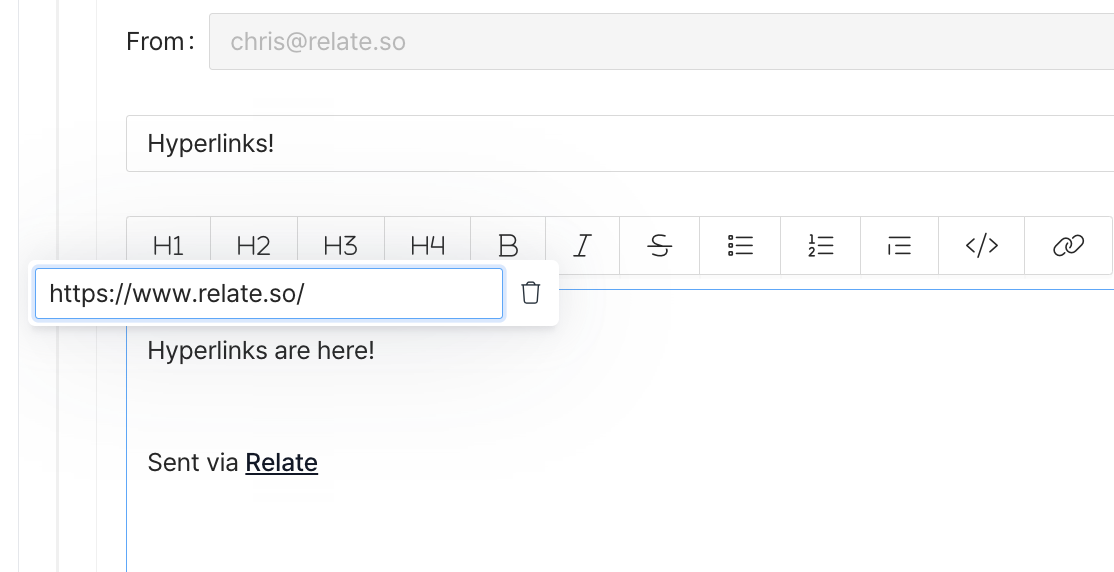 From: chris@relate.so
Hyperlinks!
H1 H2 H3 H4 B I S </>
https://www.relate.so/
Hyperlinks are here!
Sent via Relate